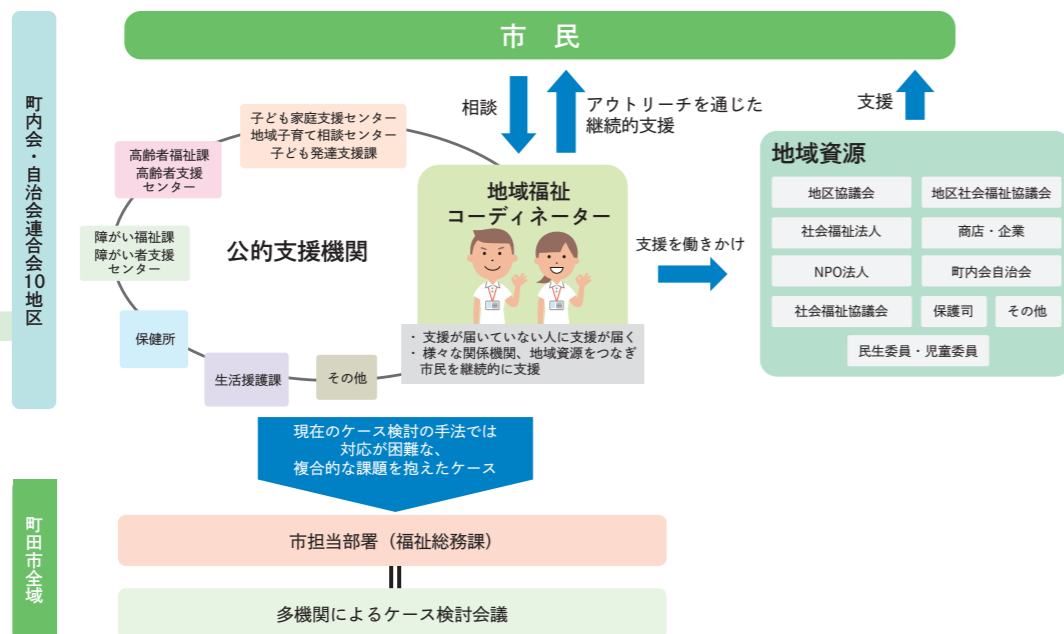 市 民
町内会・自治会連合会10地区
相談
アウトリーチを通じた
継続的支援
支援
子ども家庭支援センター
地域子育て相談センター
子ども発達支援課
高齢者福祉課
高齢者支援
センター
障がい福祉課
障がい者支援
センター
公的支援機関
保健所
生活援護課
その他
地域福祉
コーディネーター
・ 支援が届いていない人に支援が届く
・ 様々な関係機関、地域資源をつなぎ
市民を継続的に支援
支援を働きかけ
地域資源
地区協議会
地区社会福祉協議会
社会福祉法人
商店・企業
NPO法人
町内会自治会
社会福祉協議会
保護司
その他
民生委員・児童委員
現在のケース検討の手法では
対応が困難な、
複合的な課題を抱えたケース
町田市全域
市担当部署（福祉総務課）
多機関によるケース検討会議